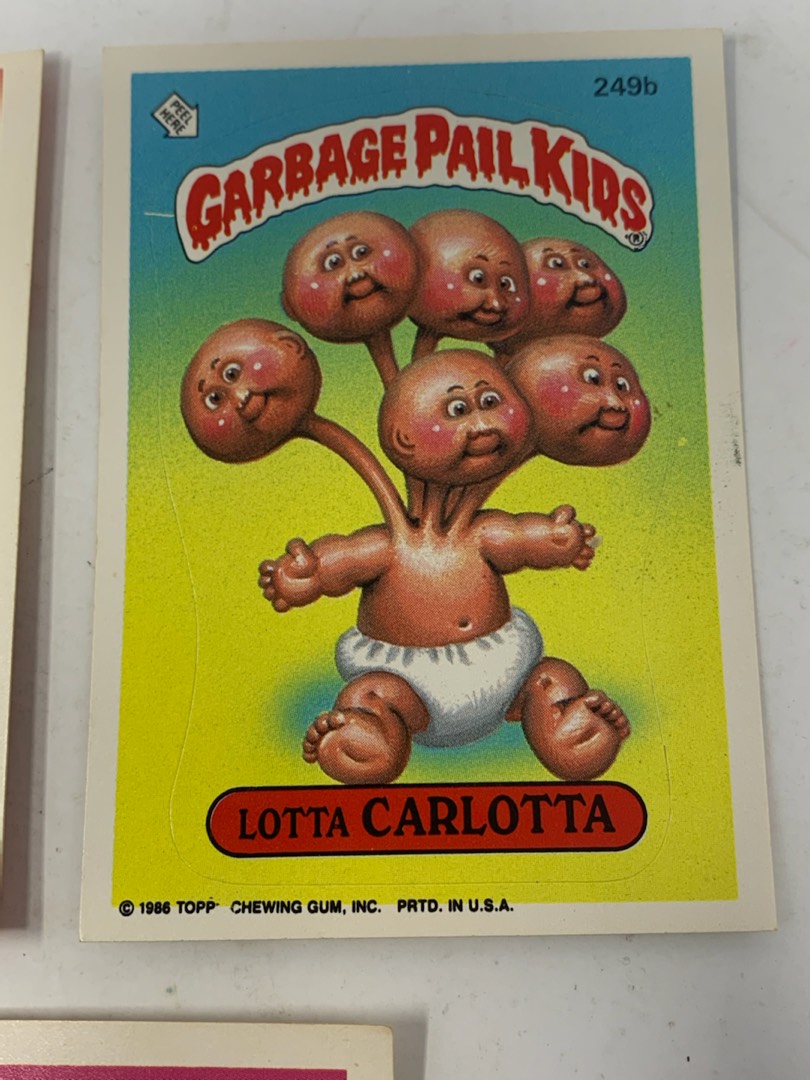 249b
PEEL
HERE
GARBAGE PAIL KIDS
®
LOTTA CARLOTTA
© 1986 TOPP CHEWING GUM, INC. PRTD. IN U.S.A.